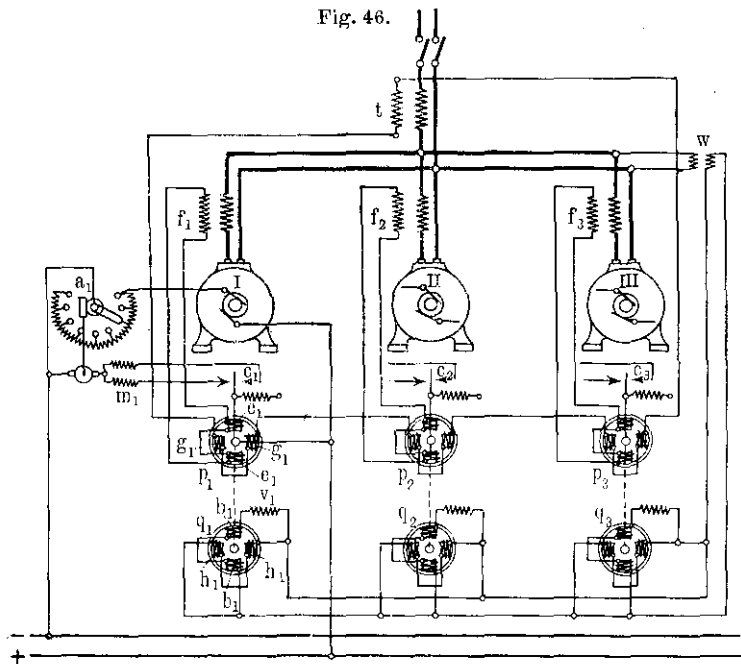 Fig. 46.
t
w
f1 f2 f3
a1 I II III
m1 c1 c2 c3
e1
g1 g1
p1 e1 p2 p3
v1
q1 b1 q2 q3
h1 h1
b1
−
+